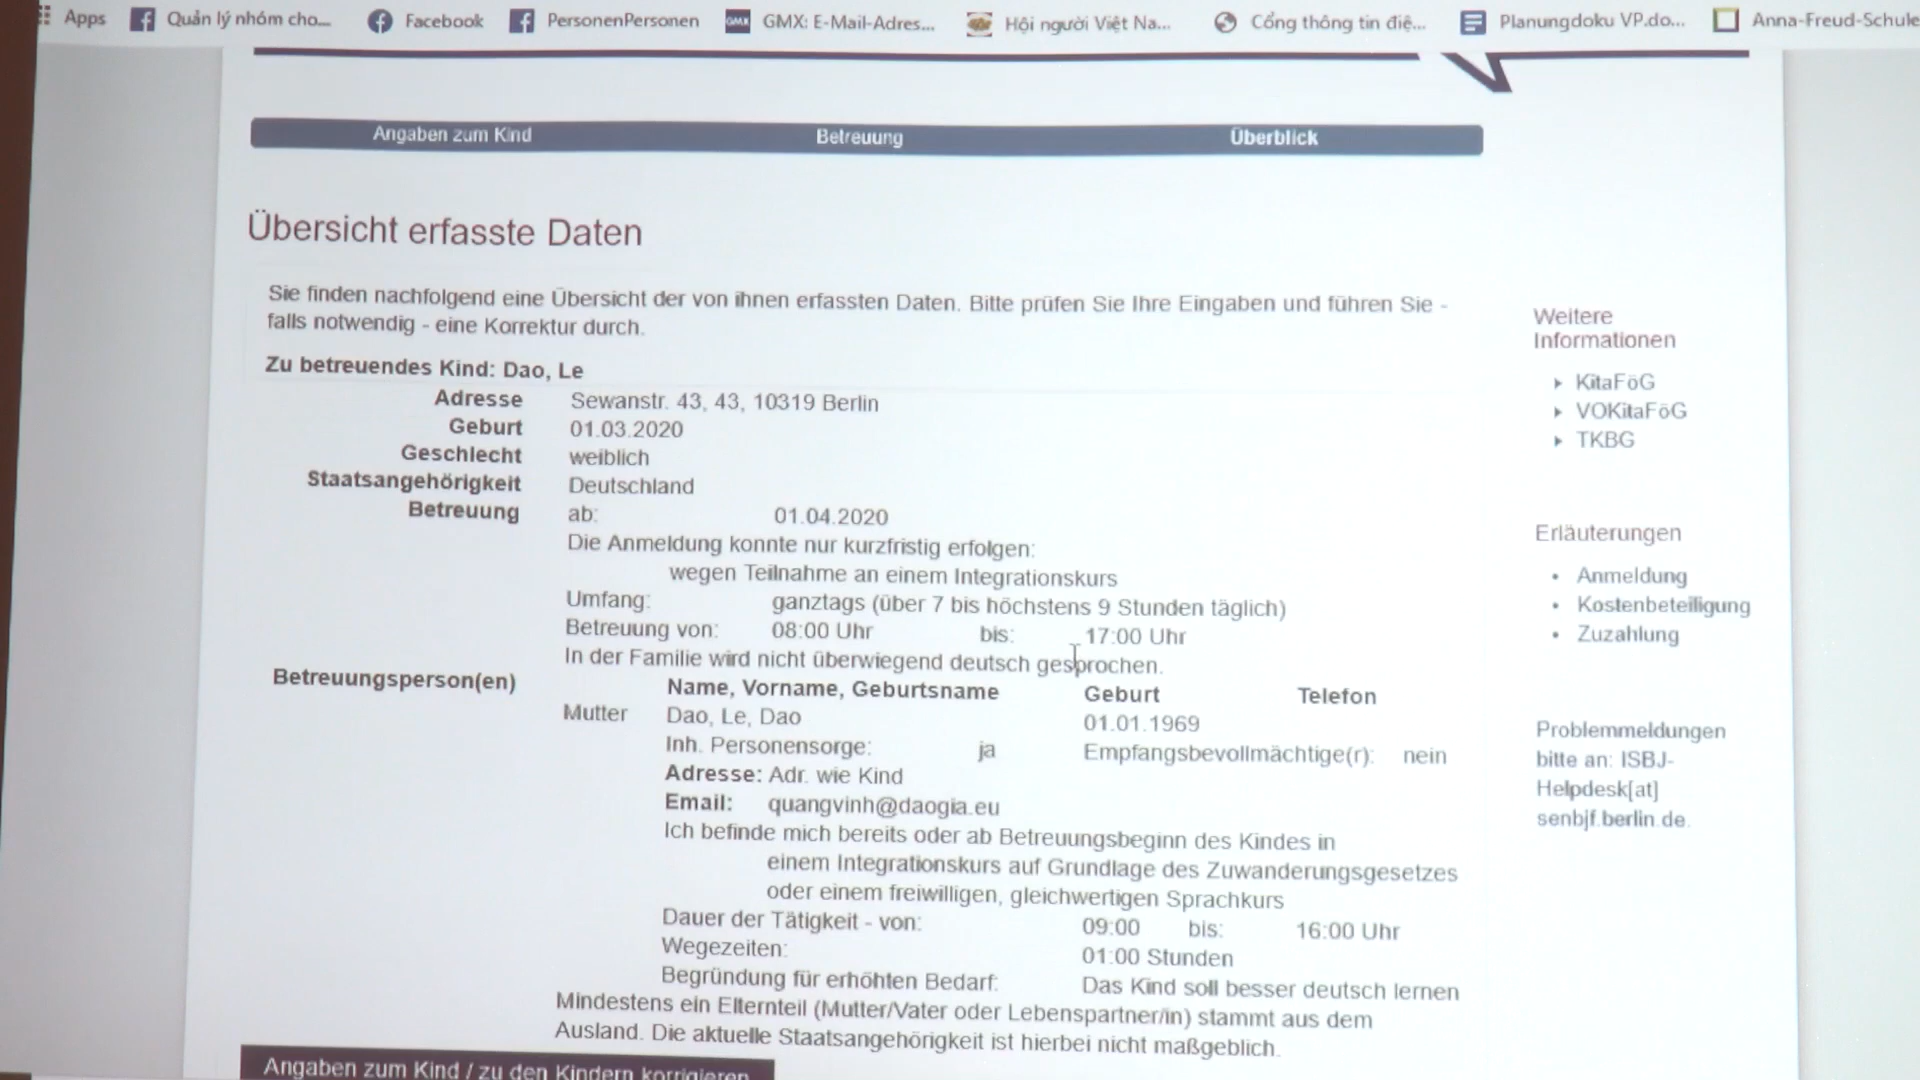 Apps Quản lý nhóm cho... Facebook PersonenPersonen GMX: E-Mail-Adres... Hội người Việt Na... Cổng thông tin điệ... Planungdoku VP.do... Anna-Freud-Schule
Angaben zum Kind Betreuung Überblick
Übersicht erfasste Daten
Sie finden nachfolgend eine Übersicht der von ihnen erfassten Daten. Bitte prüfen Sie Ihre Eingaben und führen Sie -
falls notwendig - eine Korrektur durch.
Zu betreuendes Kind: Dao, Le
Adresse Sewanstr. 43, 43, 10319 Berlin
Geburt 01.03.2020
Geschlecht weiblich
Staatsangehörigkeit Deutschland
Betreuung ab: 01.04.2020
Die Anmeldung konnte nur kurzfristig erfolgen:
wegen Teilnahme an einem Integrationskurs
Umfang: ganztags (über 7 bis höchstens 9 Stunden täglich)
Betreuung von: 08:00 Uhr bis: 17:00 Uhr
In der Familie wird nicht überwiegend deutsch gesprochen.
Betreuungsperson(en) Name, Vorname, Geburtsname Geburt Telefon
Mutter Dao, Le, Dao 01.01.1969
Inh. Personensorge: ja Empfangsbevollmächtige(r): nein
Adresse: Adr. wie Kind
Email: quangvinh@daogia.eu
Ich befinde mich bereits oder ab Betreuungsbeginn des Kindes in
einem Integrationskurs auf Grundlage des Zuwanderungsgesetzes
oder einem freiwilligen, gleichwertigen Sprachkurs
Dauer der Tätigkeit - von: 09:00 bis: 16:00 Uhr
Wegezeiten: 01:00 Stunden
Begründung für erhöhten Bedarf: Das Kind soll besser deutsch lernen
Mindestens ein Elternteil (Mutter/Vater oder Lebenspartner/in) stammt aus dem
Ausland. Die aktuelle Staatsangehörigkeit ist hierbei nicht maßgeblich.
Angaben zum Kind / zu den Kindern korrigieren
Weitere
Informationen
KitaFöG
VOKitaFöG
TKBG
Erläuterungen
Anmeldung
Kostenbeteiligung
Zuzahlung
Problemmeldungen
bitte an: ISBJ-
Helpdesk[at]
senbjf.berlin.de.